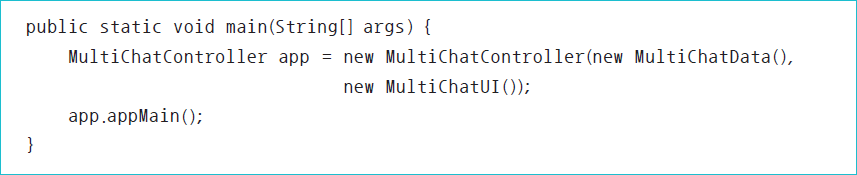 public static void main(String[] args) {
    MultiChatController app = new MultiChatController(new MultiChatData(),
                              new MultiChatUI());
    app.appMain();
}